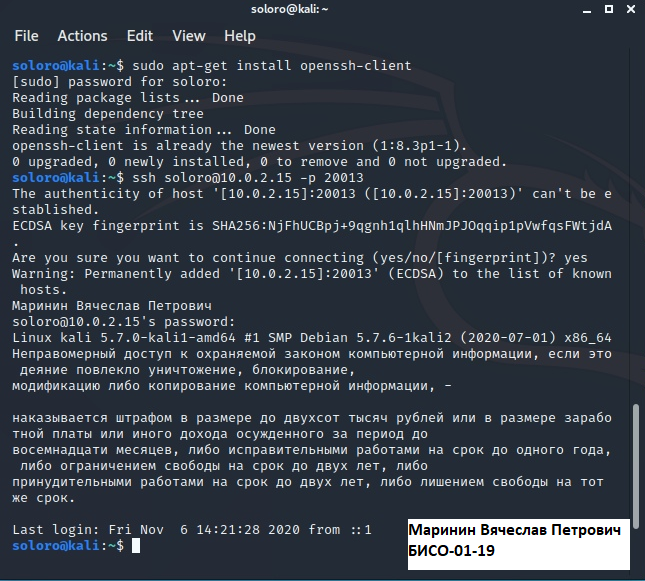 soloro@kali: ~
File Actions Edit View Help
soloro@kali:~$ sudo apt-get install openssh-client
[sudo] password for soloro:
Reading package lists... Done
Building dependency tree
Reading state information... Done
openssh-client is already the newest version (1:8.3p1-1).
0 upgraded, 0 newly installed, 0 to remove and 0 not upgraded.
soloro@kali:~$ ssh soloro@10.0.2.15 -p 20013
The authenticity of host '[10.0.2.15]:20013 ([10.0.2.15]:20013)' can't be e
stablished.
ECDSA key fingerprint is SHA256:NjFhUCBpj+9qgnh1qlhHNmJPJOqqip1pVwfqsFWtjdA
.
Are you sure you want to continue connecting (yes/no/[fingerprint])? yes
Warning: Permanently added '[10.0.2.15]:20013' (ECDSA) to the list of known
hosts.
Маринин Вячеслав Петрович
soloro@10.0.2.15's password:
Linux kali 5.7.0-kali1-amd64 #1 SMP Debian 5.7.6-1kali2 (2020-07-01) x86_64
Неправомерный доступ к охраняемой законом компьютерной информации, если это
деяние повлекло уничтожение, блокирование,
модификацию либо копирование компьютерной информации, -
наказывается штрафом в размере до двухсот тысяч рублей или в размере зарабо
тной платы или иного дохода осужденного за период до
восемнадцати месяцев, либо исправительными работами на срок до одного года,
либо ограничением свободы на срок до двух лет, либо
принудительными работами на срок до двух лет, либо лишением свободы на тот
же срок.
Last login: Fri Nov  6 14:21:28 2020 from ::1
soloro@kali:~$
Маринин Вячеслав Петрович
БИСО-01-19